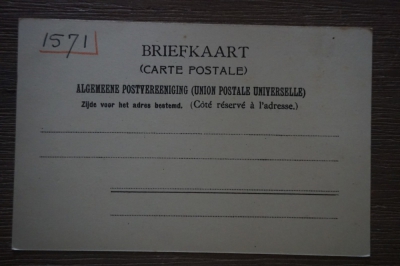 1571
BRIEFKAART
(CARTE POSTALE)
ALGEMEENE POSTVEREENIGING (UNION POSTALE UNIVERSELLE)
Zijde voor het adres bestemd. (Côté réservé à l'adresse.)